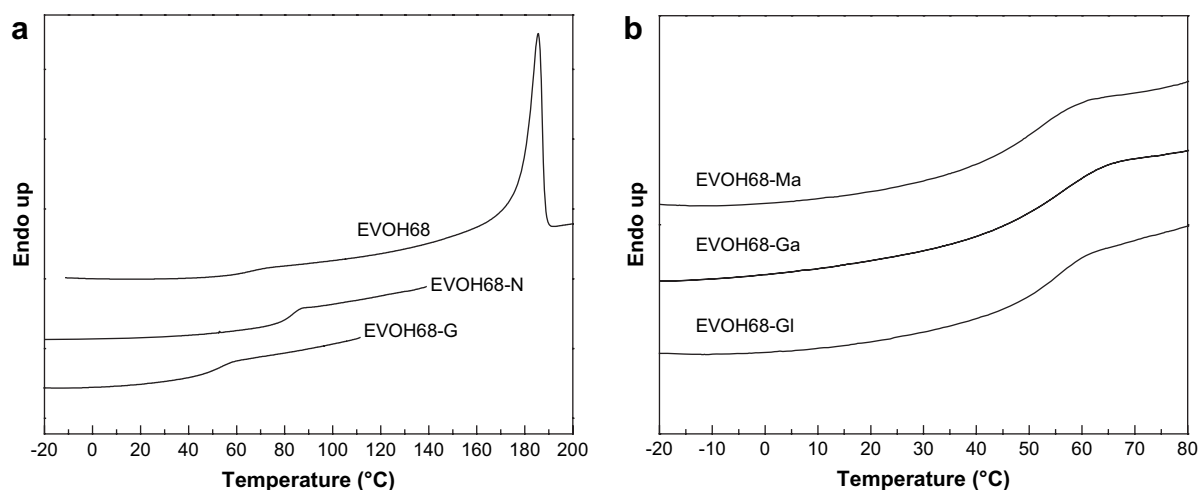 a
Endo up
EVOH68
EVOH68-N
EVOH68-G
-20 0 20 40 60 80 100 120 140 160 180 200
Temperature (°C)
b
Endo up
EVOH68-Ma
EVOH68-Ga
EVOH68-Gl
-20 -10 0 10 20 30 40 50 60 70 80
Temperature (°C)